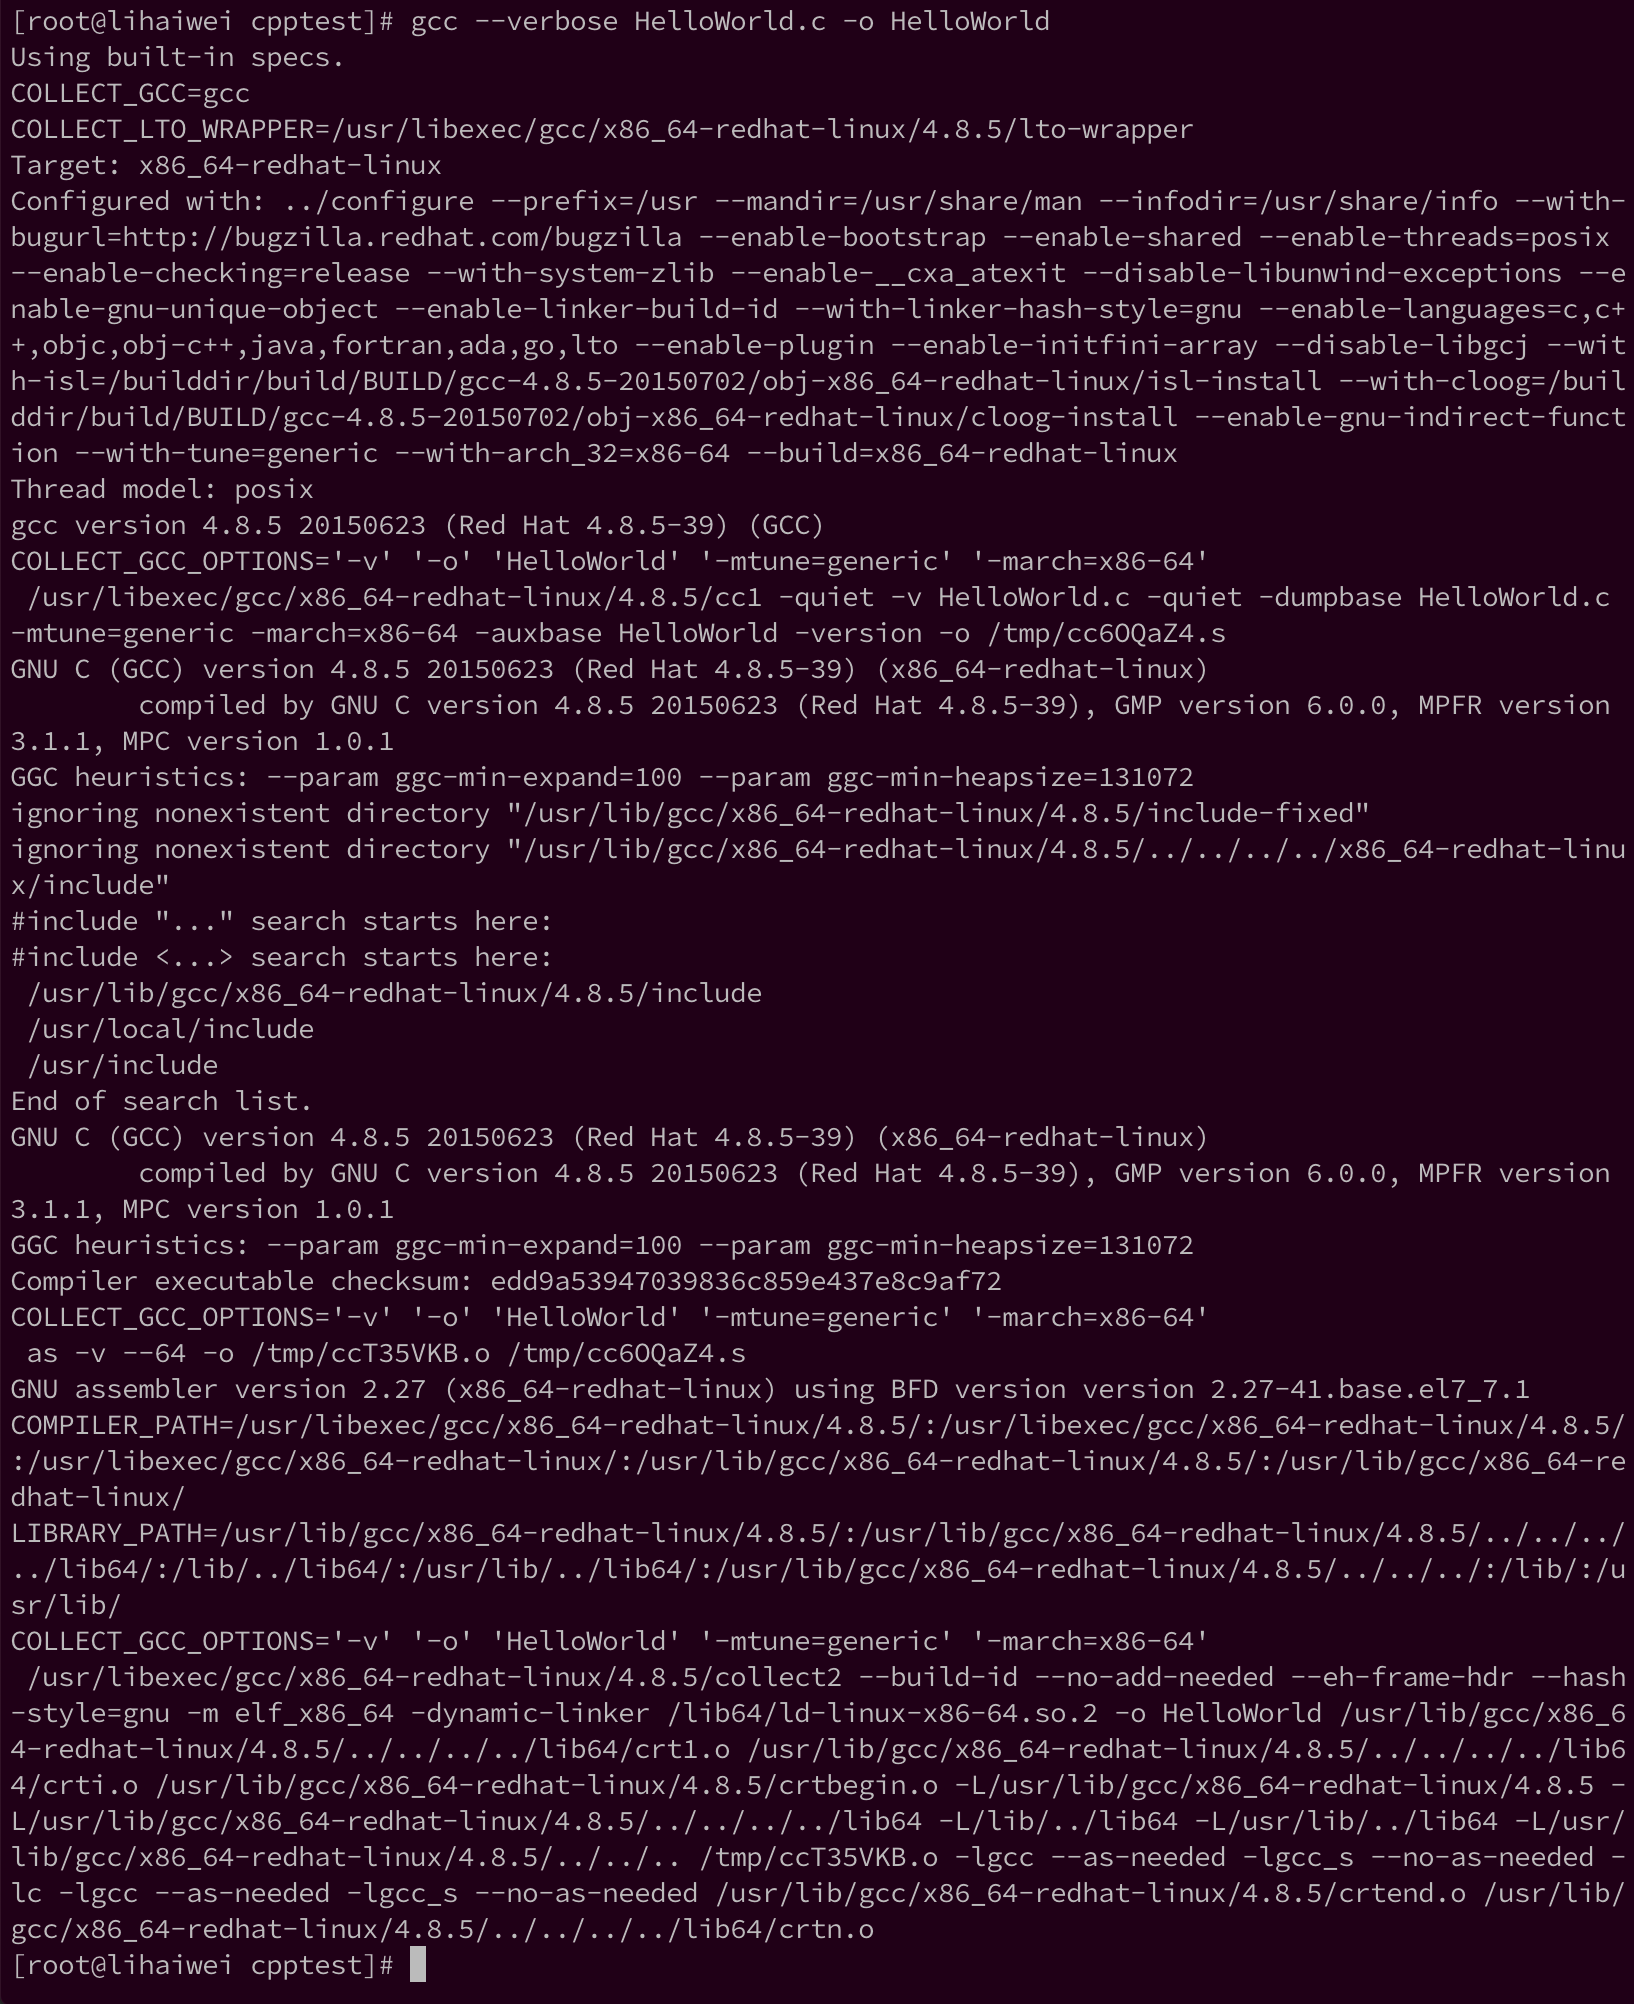 [root@lihaiwei cpptest]# gcc --verbose HelloWorld.c -o HelloWorld
Using built-in specs.
COLLECT_GCC=gcc
COLLECT_LTO_WRAPPER=/usr/libexec/gcc/x86_64-redhat-linux/4.8.5/lto-wrapper
Target: x86_64-redhat-linux
Configured with: ../configure --prefix=/usr --mandir=/usr/share/man --infodir=/usr/share/info --with-
bugurl=http://bugzilla.redhat.com/bugzilla --enable-bootstrap --enable-shared --enable-threads=posix
--enable-checking=release --with-system-zlib --enable-__cxa_atexit --disable-libunwind-exceptions --e
nable-gnu-unique-object --enable-linker-build-id --with-linker-hash-style=gnu --enable-languages=c,c+
+,objc,obj-c++,java,fortran,ada,go,lto --enable-plugin --enable-initfini-array --disable-libgcj --wit
h-isl=/builddir/build/BUILD/gcc-4.8.5-20150702/obj-x86_64-redhat-linux/isl-install --with-cloog=/buil
ddir/build/BUILD/gcc-4.8.5-20150702/obj-x86_64-redhat-linux/cloog-install --enable-gnu-indirect-funct
ion --with-tune=generic --with-arch_32=x86-64 --build=x86_64-redhat-linux
Thread model: posix
gcc version 4.8.5 20150623 (Red Hat 4.8.5-39) (GCC)
COLLECT_GCC_OPTIONS='-v' '-o' 'HelloWorld' '-mtune=generic' '-march=x86-64'
 /usr/libexec/gcc/x86_64-redhat-linux/4.8.5/cc1 -quiet -v HelloWorld.c -quiet -dumpbase HelloWorld.c
-mtune=generic -march=x86-64 -auxbase HelloWorld -version -o /tmp/cc6OQaZ4.s
GNU C (GCC) version 4.8.5 20150623 (Red Hat 4.8.5-39) (x86_64-redhat-linux)
        compiled by GNU C version 4.8.5 20150623 (Red Hat 4.8.5-39), GMP version 6.0.0, MPFR version
3.1.1, MPC version 1.0.1
GGC heuristics: --param ggc-min-expand=100 --param ggc-min-heapsize=131072
ignoring nonexistent directory "/usr/lib/gcc/x86_64-redhat-linux/4.8.5/include-fixed"
ignoring nonexistent directory "/usr/lib/gcc/x86_64-redhat-linux/4.8.5/../../../../x86_64-redhat-linu
x/include"
#include "..." search starts here:
#include <...> search starts here:
 /usr/lib/gcc/x86_64-redhat-linux/4.8.5/include
 /usr/local/include
 /usr/include
End of search list.
GNU C (GCC) version 4.8.5 20150623 (Red Hat 4.8.5-39) (x86_64-redhat-linux)
        compiled by GNU C version 4.8.5 20150623 (Red Hat 4.8.5-39), GMP version 6.0.0, MPFR version
3.1.1, MPC version 1.0.1
GGC heuristics: --param ggc-min-expand=100 --param ggc-min-heapsize=131072
Compiler executable checksum: edd9a53947039836c859e437e8c9af72
COLLECT_GCC_OPTIONS='-v' '-o' 'HelloWorld' '-mtune=generic' '-march=x86-64'
 as -v --64 -o /tmp/ccT35VKB.o /tmp/cc6OQaZ4.s
GNU assembler version 2.27 (x86_64-redhat-linux) using BFD version version 2.27-41.base.el7_7.1
COMPILER_PATH=/usr/libexec/gcc/x86_64-redhat-linux/4.8.5/:/usr/libexec/gcc/x86_64-redhat-linux/4.8.5/
:/usr/libexec/gcc/x86_64-redhat-linux/:/usr/lib/gcc/x86_64-redhat-linux/4.8.5/:/usr/lib/gcc/x86_64-re
dhat-linux/
LIBRARY_PATH=/usr/lib/gcc/x86_64-redhat-linux/4.8.5/:/usr/lib/gcc/x86_64-redhat-linux/4.8.5/../../../
../lib64/:/lib/../lib64/:/usr/lib/../lib64/:/usr/lib/gcc/x86_64-redhat-linux/4.8.5/../../../:/lib/:/u
sr/lib/
COLLECT_GCC_OPTIONS='-v' '-o' 'HelloWorld' '-mtune=generic' '-march=x86-64'
 /usr/libexec/gcc/x86_64-redhat-linux/4.8.5/collect2 --build-id --no-add-needed --eh-frame-hdr --hash
-style=gnu -m elf_x86_64 -dynamic-linker /lib64/ld-linux-x86-64.so.2 -o HelloWorld /usr/lib/gcc/x86_6
4-redhat-linux/4.8.5/../../../../lib64/crt1.o /usr/lib/gcc/x86_64-redhat-linux/4.8.5/../../../../lib6
4/crti.o /usr/lib/gcc/x86_64-redhat-linux/4.8.5/crtbegin.o -L/usr/lib/gcc/x86_64-redhat-linux/4.8.5 -
L/usr/lib/gcc/x86_64-redhat-linux/4.8.5/../../../../lib64 -L/lib/../lib64 -L/usr/lib/../lib64 -L/usr/
lib/gcc/x86_64-redhat-linux/4.8.5/../../.. /tmp/ccT35VKB.o -lgcc --as-needed -lgcc_s --no-as-needed -
lc -lgcc --as-needed -lgcc_s --no-as-needed /usr/lib/gcc/x86_64-redhat-linux/4.8.5/crtend.o /usr/lib/
gcc/x86_64-redhat-linux/4.8.5/../../../../lib64/crtn.o
[root@lihaiwei cpptest]#